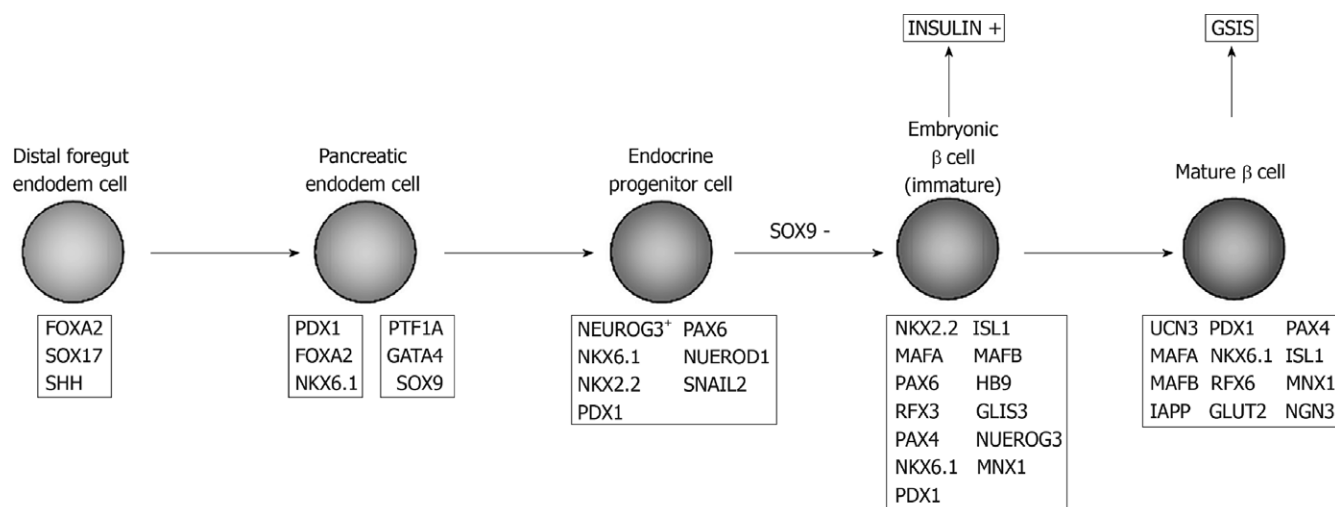 INSULIN +
GSIS
Distal foregut
endodem cell
Pancreatic
endodem cell
Endocrine
progenitor cell
SOX9 -
Embryonic
β cell
(immature)
Mature β cell
FOXA2
SOX17
SHH
PDX1 PTF1A
FOXA2 GATA4
NKX6.1 SOX9
NEUROG3⁺ PAX6
NKX6.1 NUEROD1
NKX2.2 SNAIL2
PDX1
NKX2.2 ISL1
MAFA MAFB
PAX6 HB9
RFX3 GLIS3
PAX4 NUEROG3
NKX6.1 MNX1
PDX1
UCN3 PDX1 PAX4
MAFA NKX6.1 ISL1
MAFB RFX6 MNX1
IAPP GLUT2 NGN3